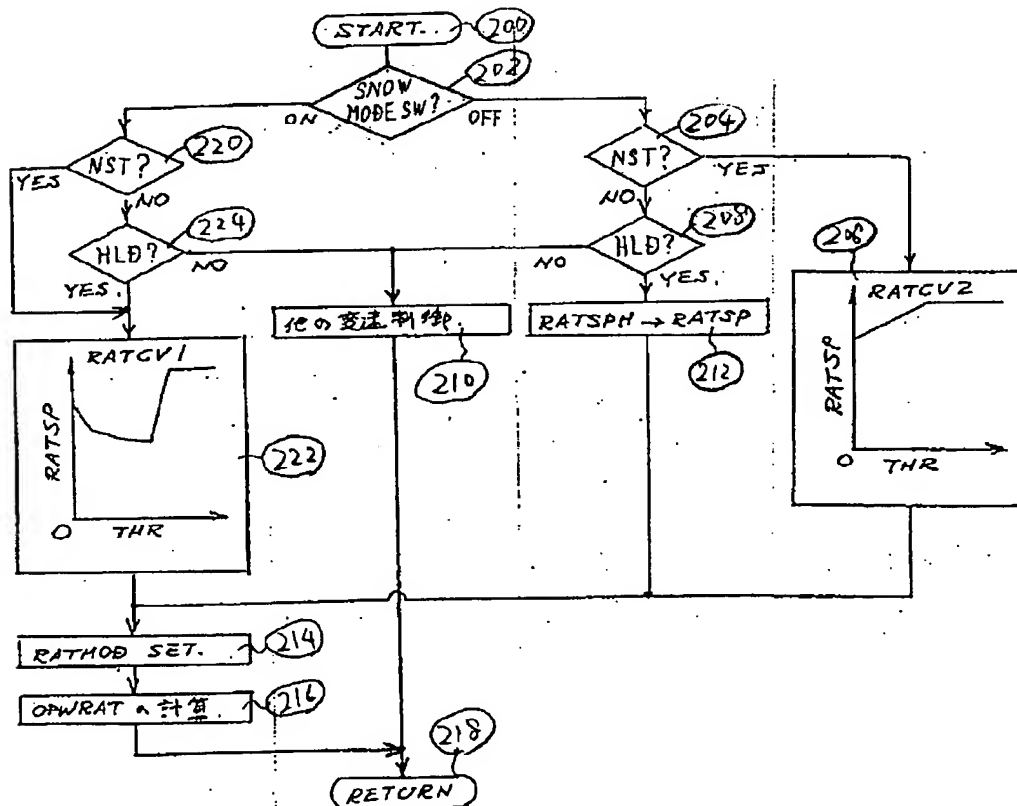 START..
200
SNOW
MODE SW?
202
ON
OFF
NST?
220
YES
NO
NST?
204
YES
NO
HLD?
224
NO
YES.
HLD?
208
NO
YES.
206
RATCV1
RATSP
O
THR
222
他の変速制御.
210
RATSPH → RATSP
212
RATCV2
RATSP
O
THR
RATMOD SET.
214
OPWRAT の計算.
216
218
RETURN